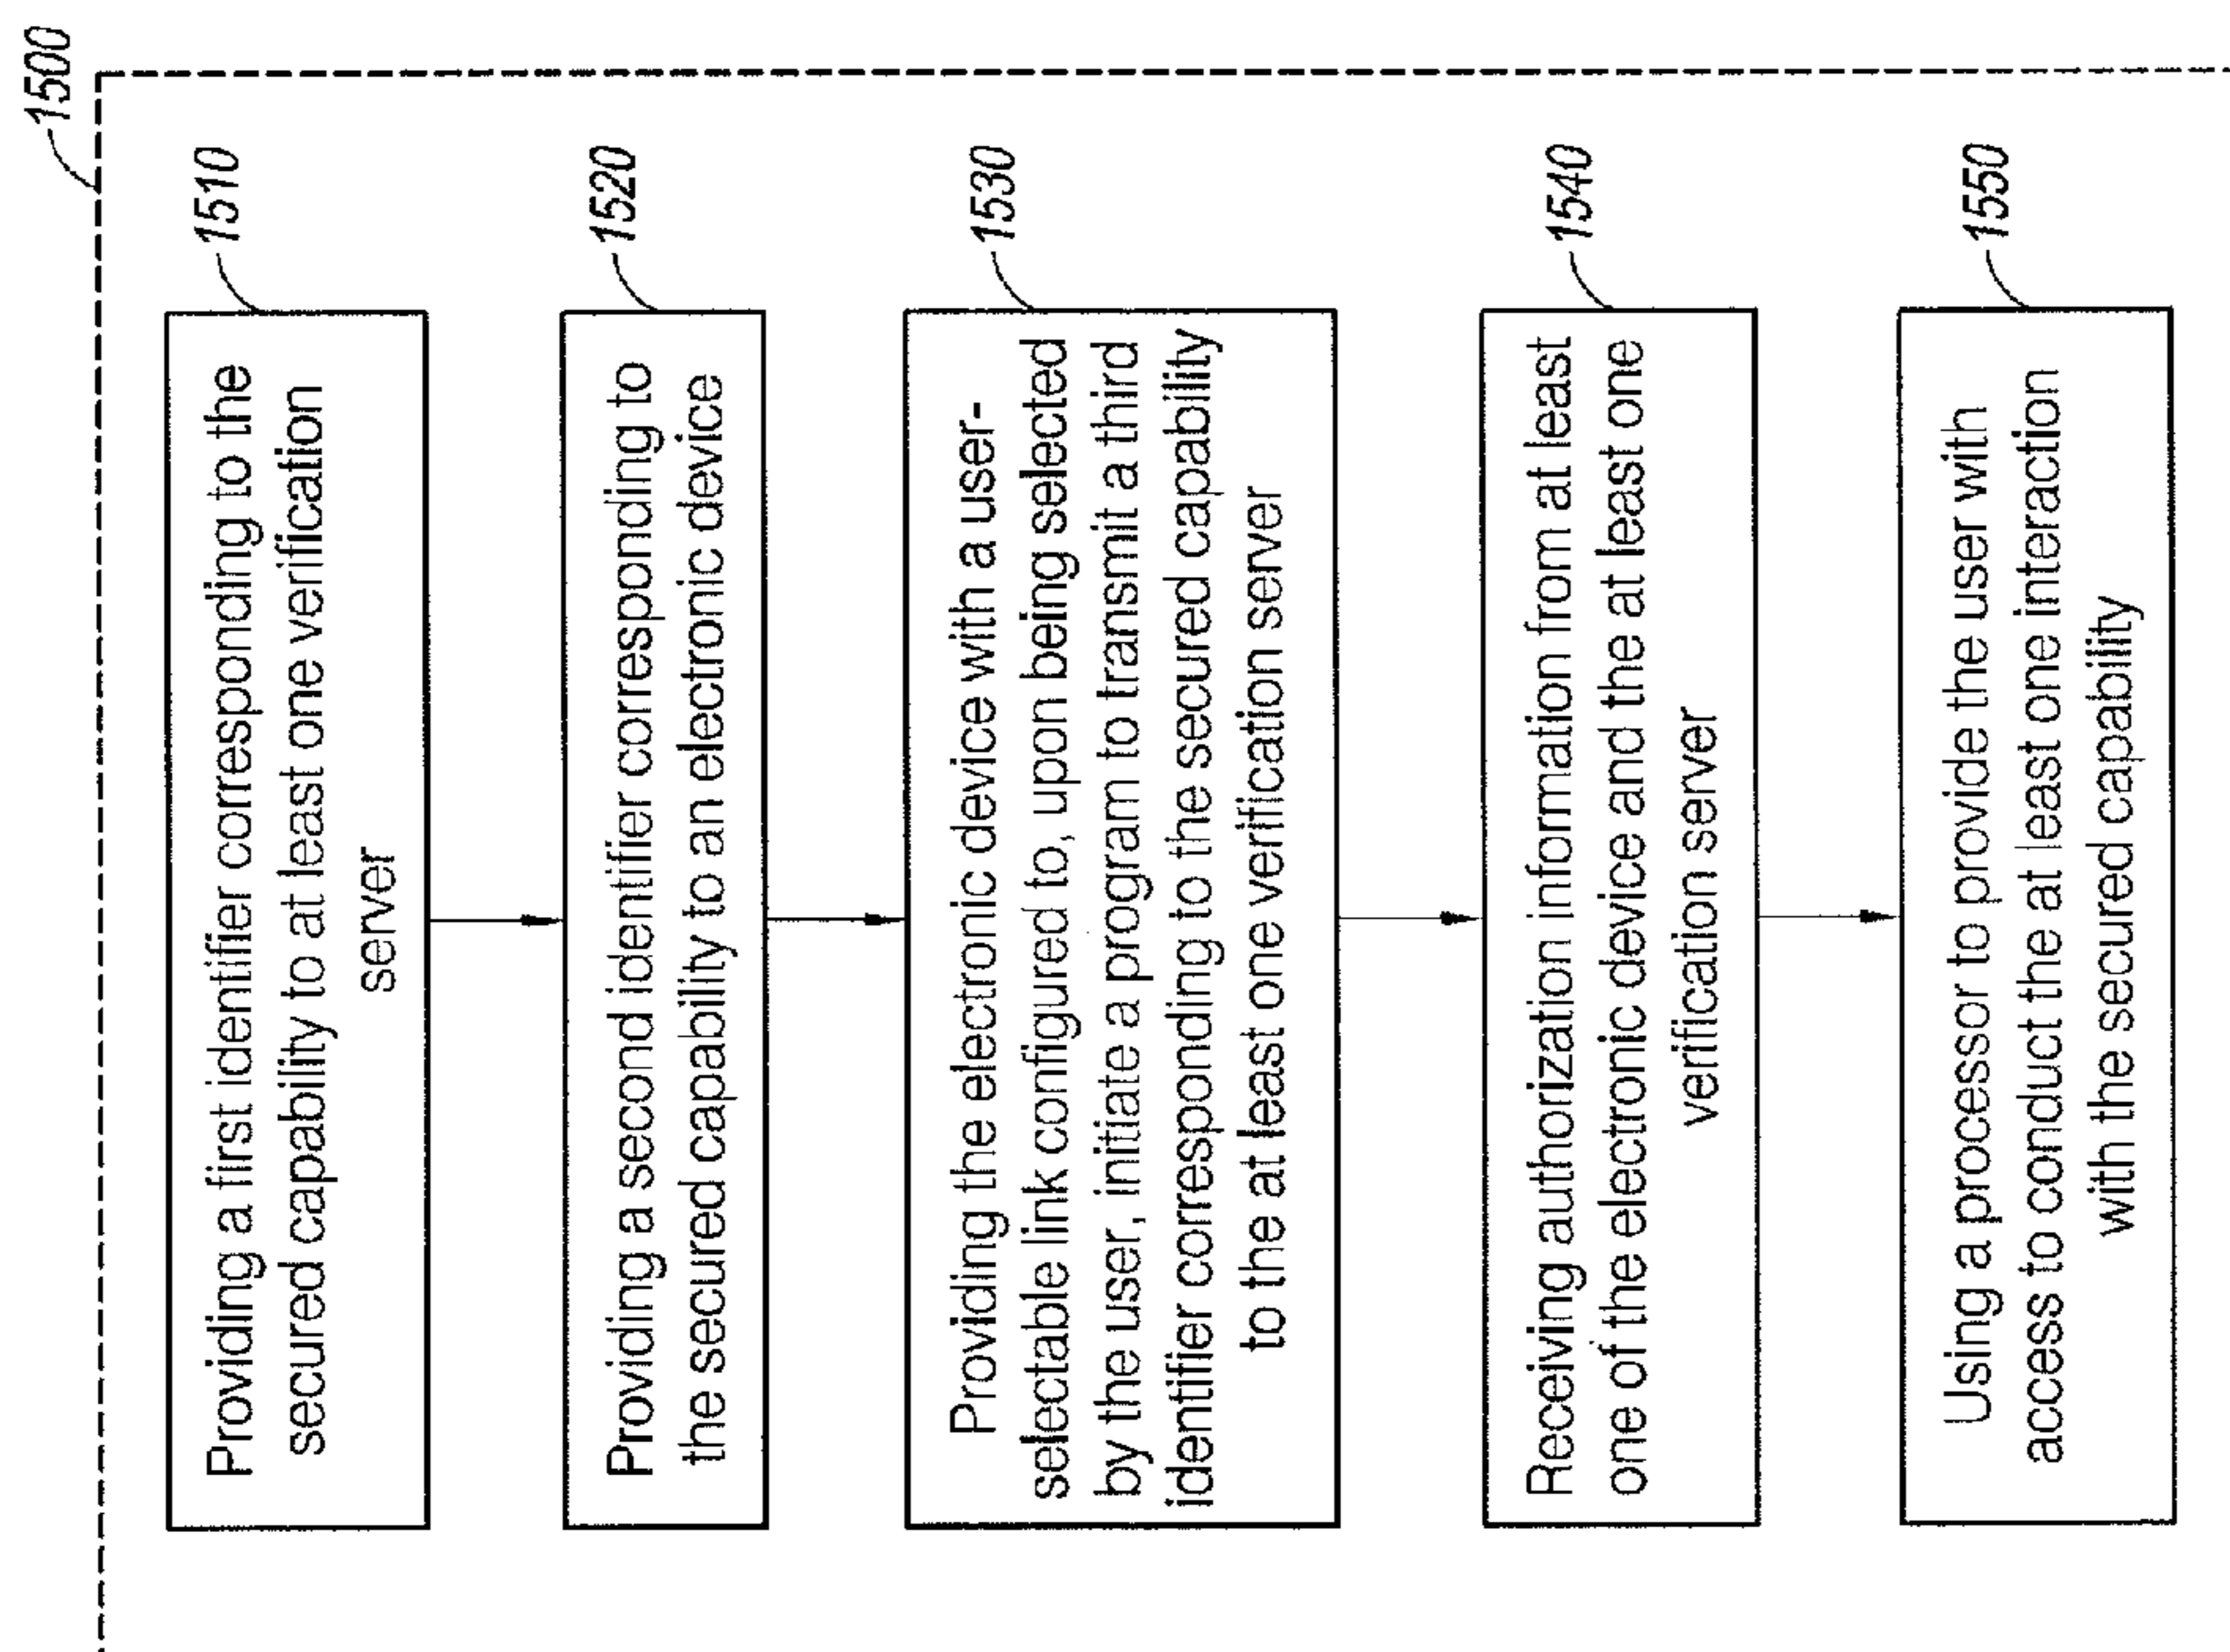 1500
1510
Providing a first identifier corresponding to the
secured capability to at least one verification
server
1520
Providing a second identifier corresponding to
the secured capability to an electronic device
1530
Providing the electronic device with a user-
selectable link configured to, upon being selected
by the user, initiate a program to transmit a third
identifier corresponding to the secured capability
to the at least one verification server
1540
Receiving authorization information from at least
one of the electronic device and the at least one
verification server
1550
Using a processor to provide the user with
access to conduct the at least one interaction
with the secured capability